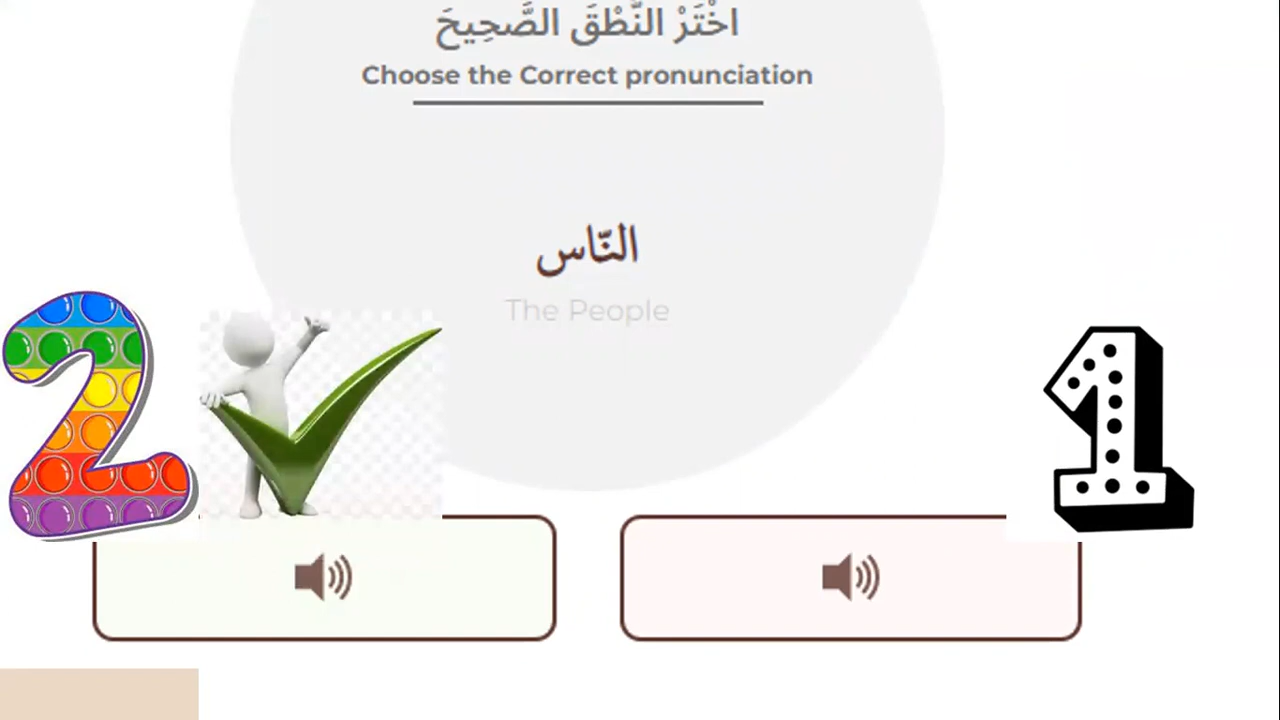 اخْتَرْ النُّطْقَ الصَّحِيحَ
Choose the Correct pronunciation
النّاس
The People
2
1